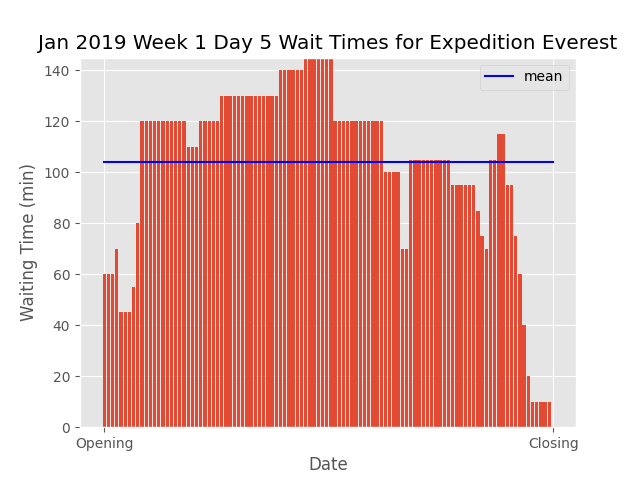 Jan 2019 Week 1 Day 5 Wait Times for Expedition Everest
mean
140
120
100
80
60
40
20
0
Waiting Time (min)
Opening
Closing
Date